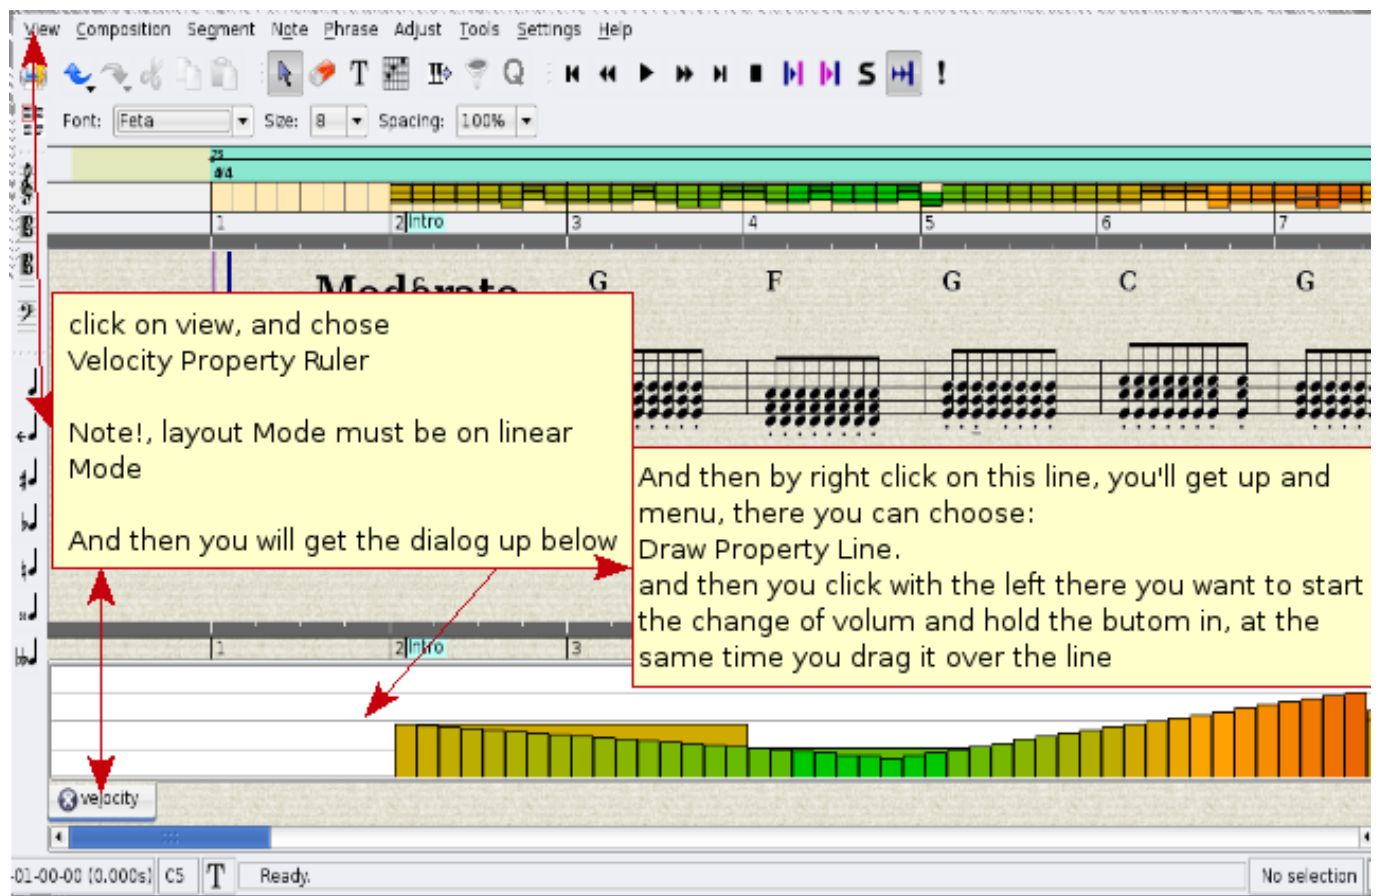 View Composition Segment Note Phrase Adjust Tools Settings Help
T Q S !
Font: Feta Size: 8 Spacing: 100%
75
4/4
1 2 Intro 3 4 5 6 7
Moderato G F G C G
click on view, and chose
Velocity Property Ruler
Note!, layout Mode must be on linear
Mode
And then you will get the dialog up below
And then by right click on this line, you'll get up and
menu, there you can choose:
Draw Property Line.
and then you click with the left there you want to start
the change of volum and hold the butom in, at the
same time you drag it over the line
1 2 Intro 3
velocity
-01-00-00 (0.000s) C5 T Ready. No selection